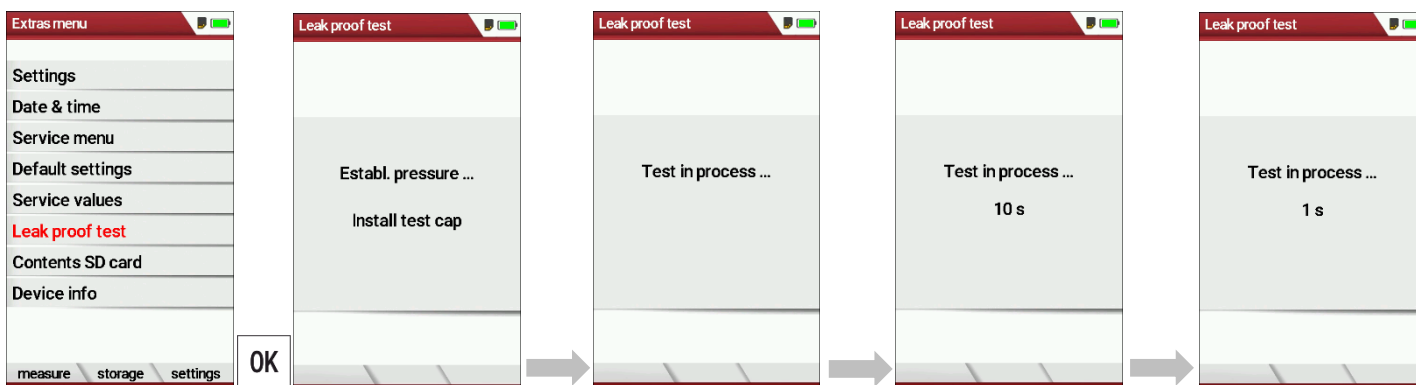 Extras menu
Settings
Date & time
Service menu
Default settings
Service values
Leak proof test
Contents SD card
Device info
measure storage settings
OK
Leak proof test
Establ. pressure ...
Install test cap
Leak proof test
Test in process ...
Leak proof test
Test in process ...
10 s
Leak proof test
Test in process ...
1 s